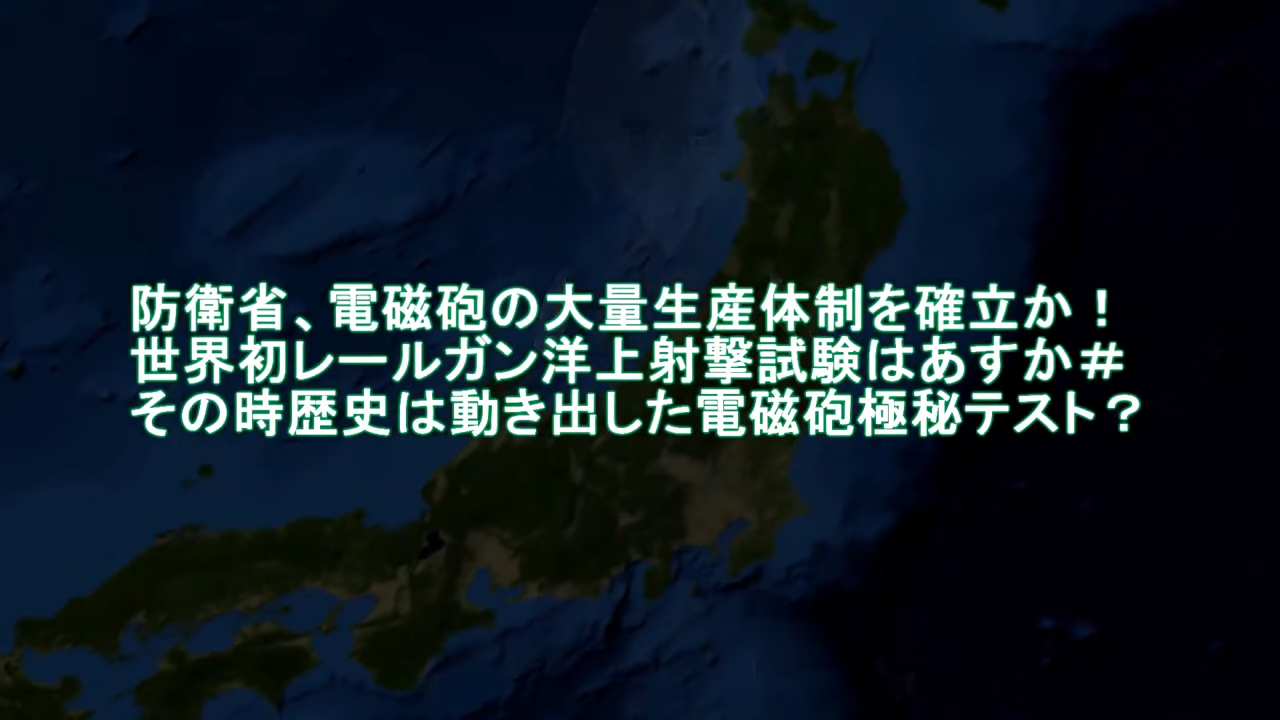 防衛省、電磁砲の大量生産体制を確立か！
世界初レールガン洋上射撃試験はあすか＃
その時歴史は動き出した電磁砲極秘テスト？